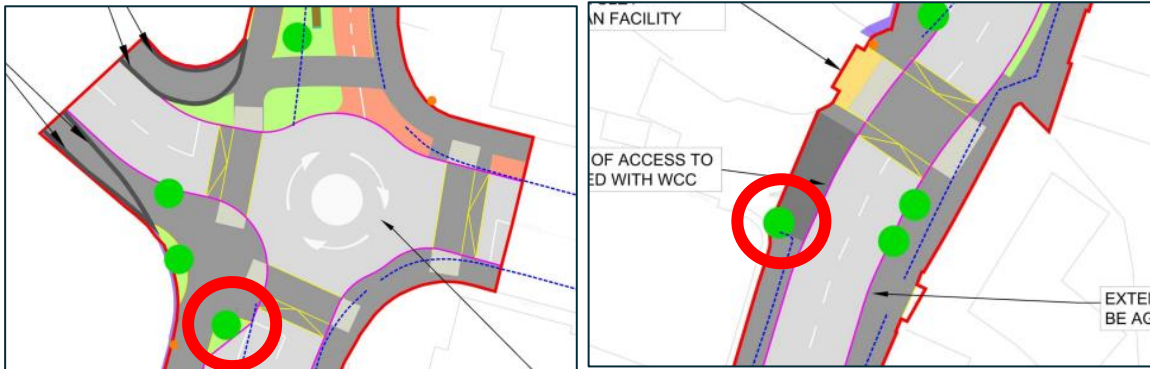 AN FACILITY
OF ACCESS TO
ED WITH WCC
EXTE
BE AG